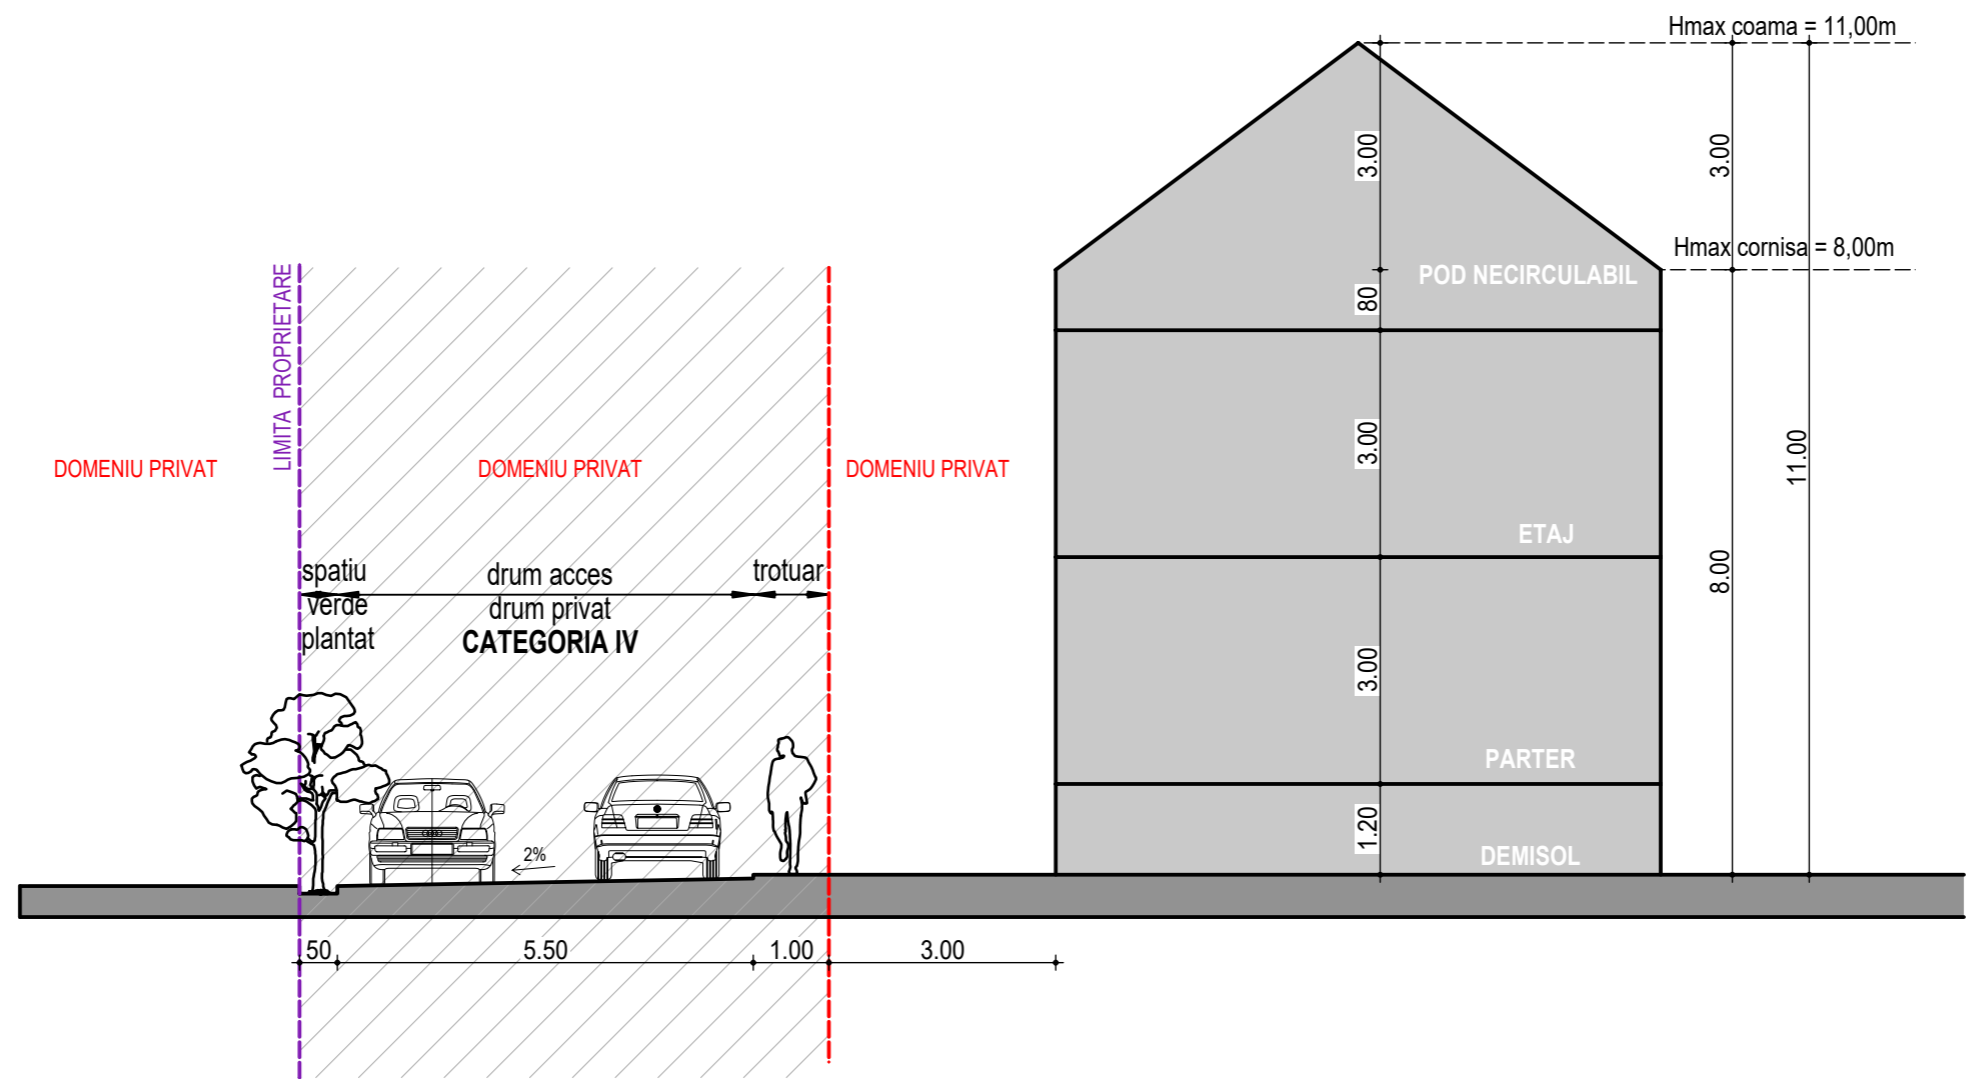 Hmax coama = 11,00m
3.00
3.00
Hmax cornisa = 8,00m
POD NECIRCULABIL
80
LIMITA PROPRIETARE
DOMENIU PRIVAT
DOMENIU PRIVAT
DOMENIU PRIVAT
3.00
11.00
ETAJ
8.00
spatiu
verde
plantat
drum acces
drum privat
CATEGORIA IV
trotuar
3.00
PARTER
1.20
DEMISOL
2%
50
5.50
1.00
3.00